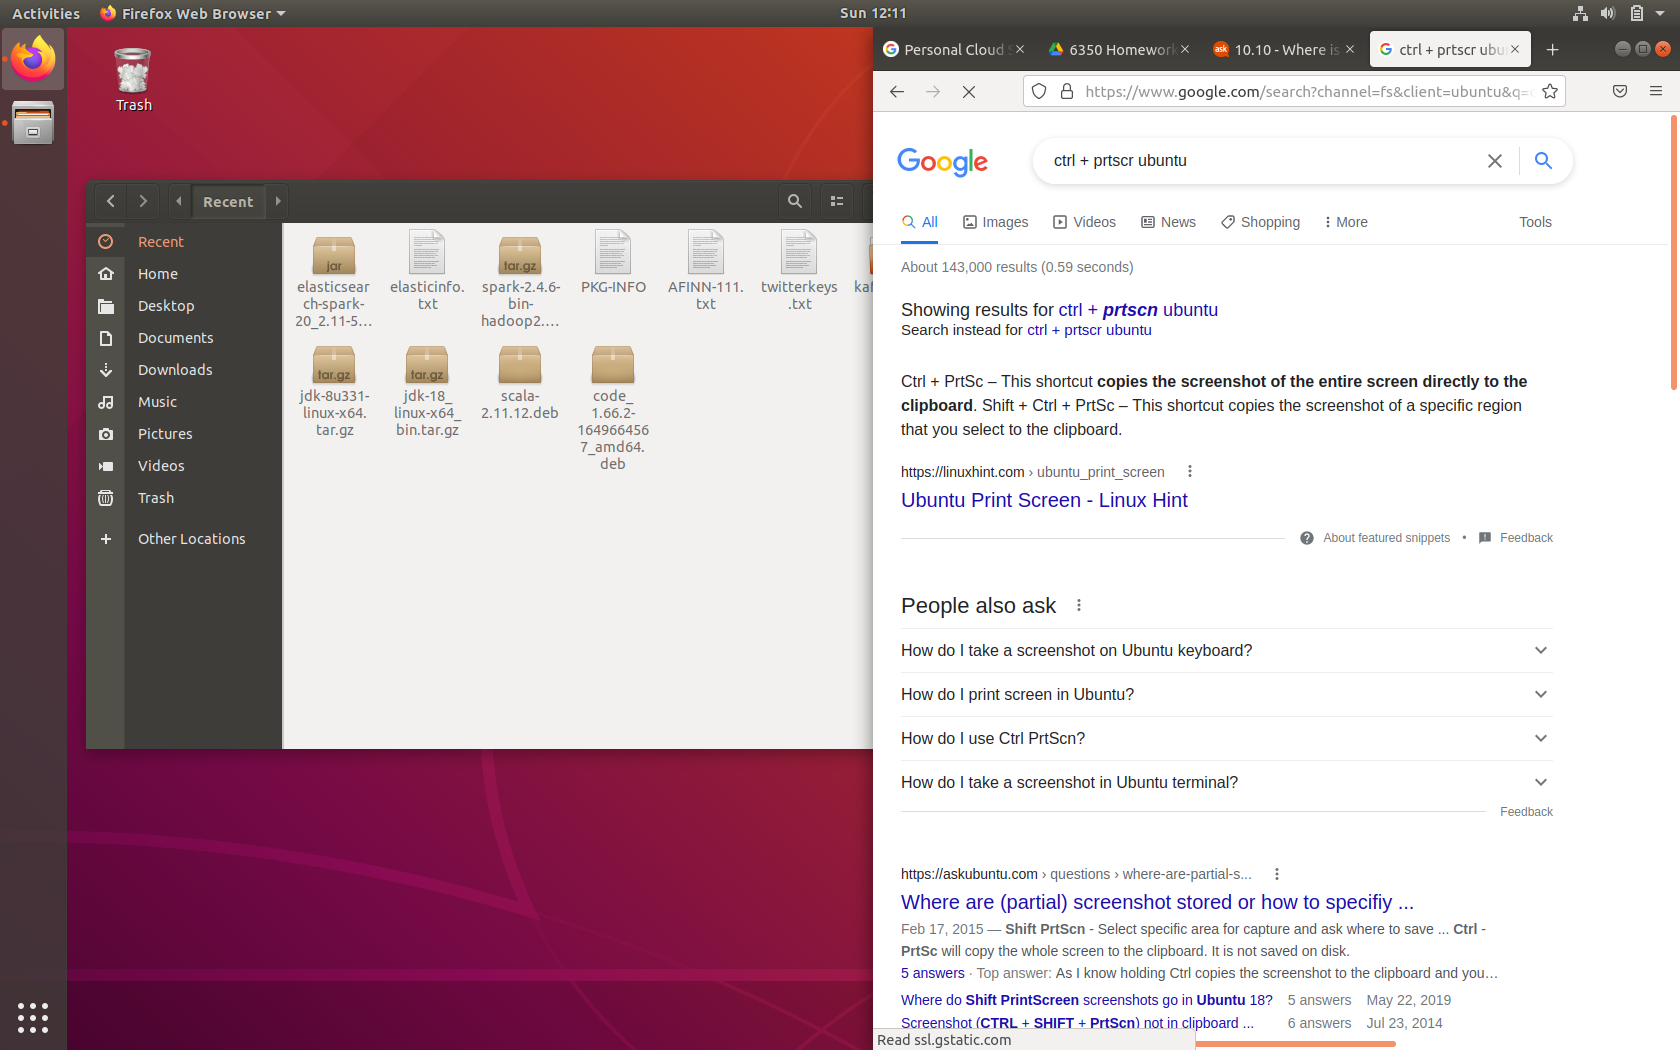 Activities
Firefox Web Browser
Sun 12:11
Trash
Recent
Recent
Home
Desktop
Documents
Downloads
Music
Pictures
Videos
Trash
Other Locations
jar
elasticsear
ch-spark-
20_2.11-5…
elasticinfo.
txt
tar.gz
spark-2.4.6-
bin-
hadoop2.…
PKG-INFO
AFINN-111.
txt
twitterkeys
.txt
tar.gz
jdk-8u331-
linux-x64.
tar.gz
tar.gz
jdk-18_
linux-x64_
bin.tar.gz
scala-
2.11.12.deb
code_
1.66.2-
164966456
7_amd64.
deb
Personal Cloud
6350 Homework
ask
10.10 - Where is
ctrl + prtscr ubu
https://www.google.com/search?channel=fs&client=ubuntu&q=
Google
ctrl + prtscr ubuntu
All
Images
Videos
News
Shopping
More
Tools
About 143,000 results (0.59 seconds)
Showing results for ctrl + prtscn ubuntu
Search instead for ctrl + prtscr ubuntu
Ctrl + PrtSc – This shortcut copies the screenshot of the entire screen directly to the
clipboard. Shift + Ctrl + PrtSc – This shortcut copies the screenshot of a specific region
that you select to the clipboard.
https://linuxhint.com › ubuntu_print_screen
Ubuntu Print Screen - Linux Hint
About featured snippets • Feedback
People also ask
How do I take a screenshot on Ubuntu keyboard?
How do I print screen in Ubuntu?
How do I use Ctrl PrtScn?
How do I take a screenshot in Ubuntu terminal?
Feedback
https://askubuntu.com › questions › where-are-partial-s...
Where are (partial) screenshot stored or how to specifiy ...
Feb 17, 2015 — Shift PrtScn - Select specific area for capture and ask where to save ... Ctrl -
PrtSc will copy the whole screen to the clipboard. It is not saved on disk.
5 answers · Top answer: As I know holding Ctrl copies the screenshot to the clipboard and you…
Where do Shift PrintScreen screenshots go in Ubuntu 18? 5 answers May 22, 2019
Screenshot (CTRL + SHIFT + PrtScn) not in clipboard ... 6 answers Jul 23, 2014
Read ssl.gstatic.com